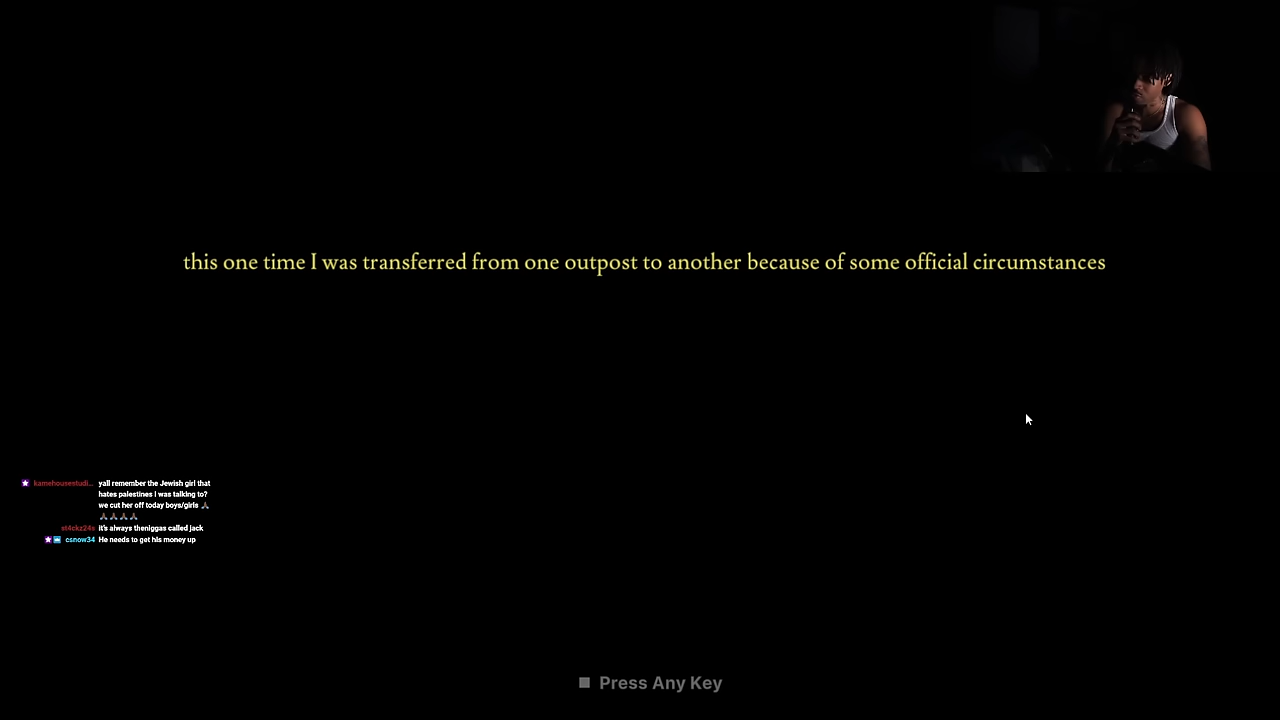 this one time I was transferred from one outpost to another because of some official circumstances
kamehousestudi... yall remember the Jewish girl that
hates palestines I was talking to?
we cut her off today boys/girls
st4ckz24s it's always theniggas called jack
csnow34 He needs to get his money up
Press Any Key